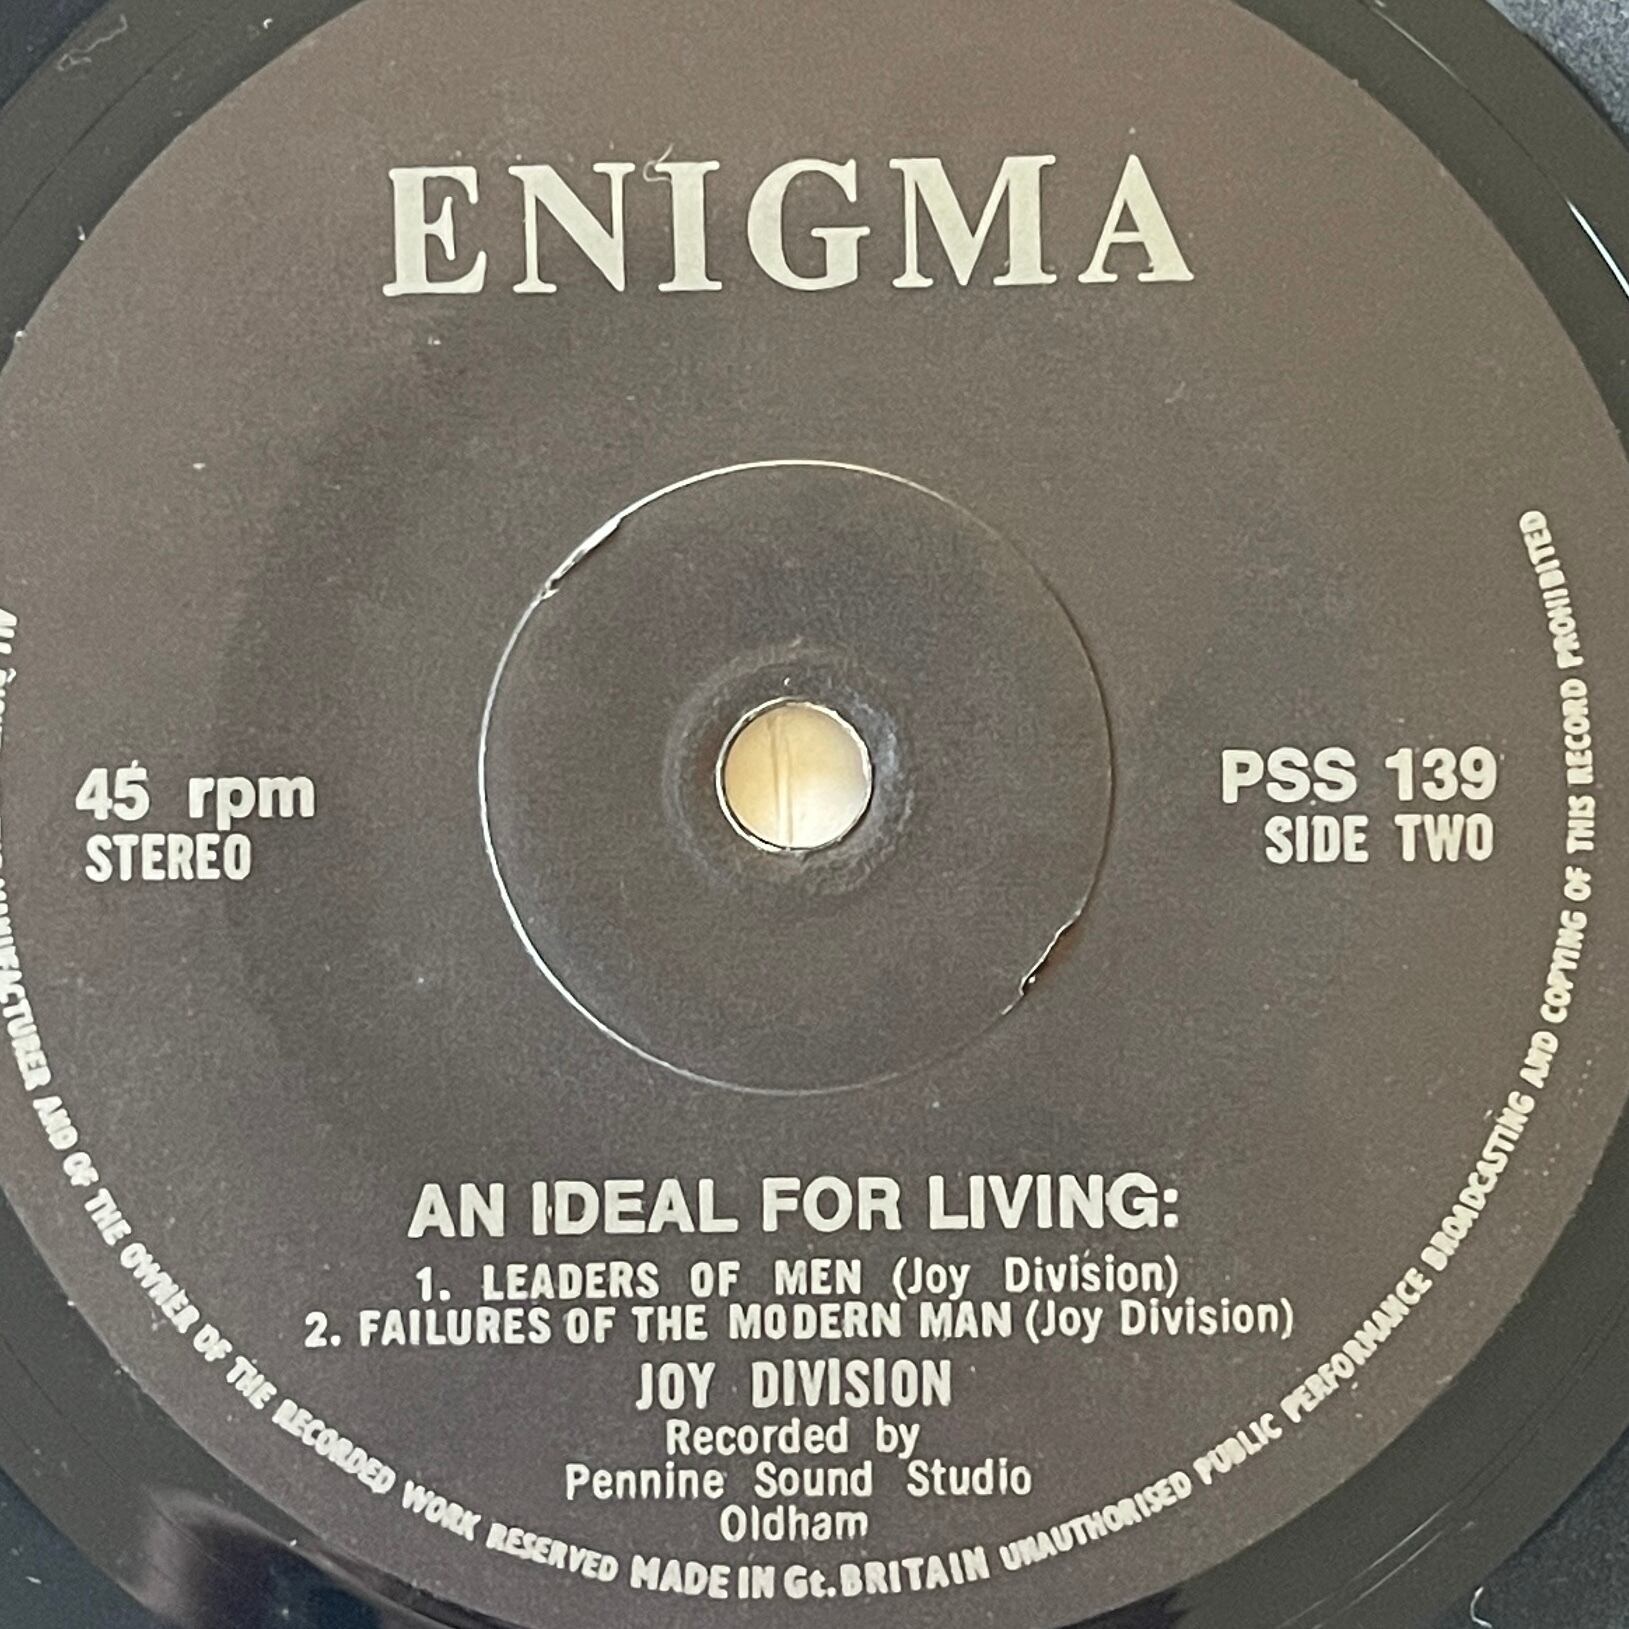 ENIGMA
45 rpm
STEREO
PSS 139
SIDE TWO
AN IDEAL FOR LIVING:
1. LEADERS OF MEN (Joy Division)
2. FAILURES OF THE MODERN MAN (Joy Division)
JOY DIVISION
Recorded by
Pennine Sound Studio
Oldham
MANUFACTURER AND OF THE OWNER OF THE RECORDED WORK RESERVED MADE IN Gt. BRITAIN UNAUTHORISED PUBLIC PERFORMANCE BROADCASTING AND COPYING OF THIS RECORD PROHIBITED